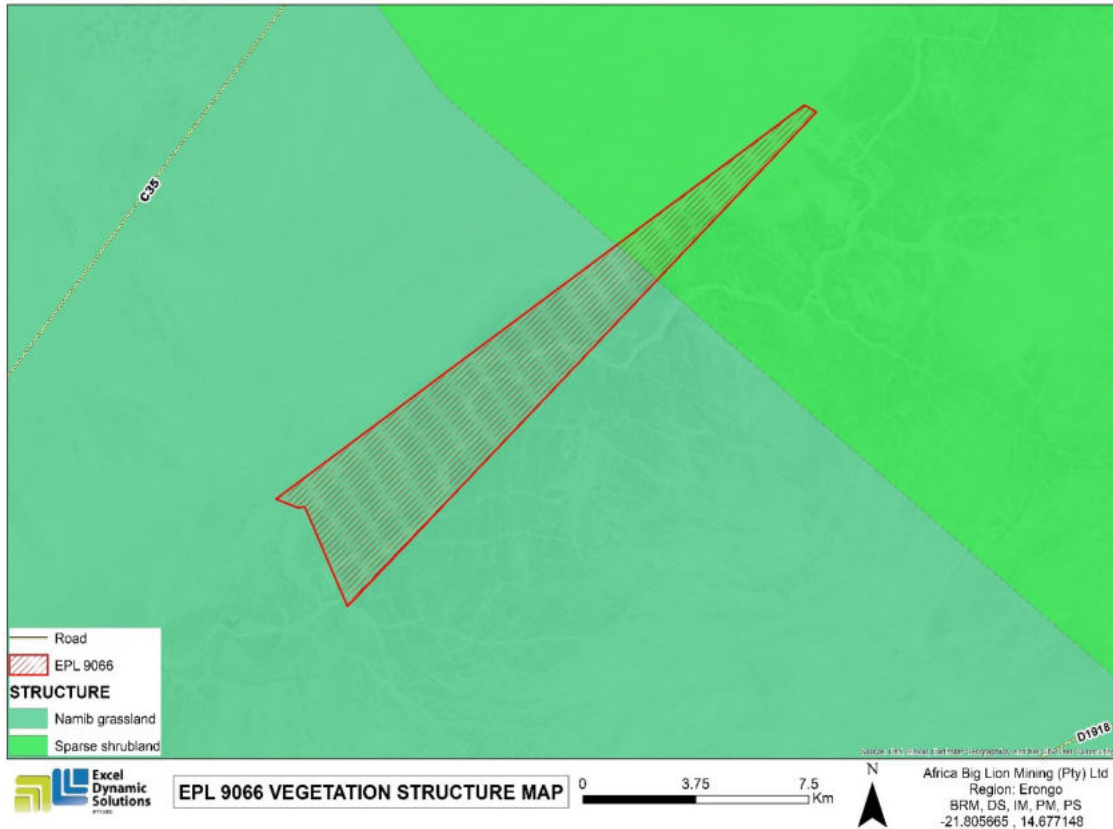 C35
Road
EPL 9066
STRUCTURE
Namib grassland
Sparse shrubland
D1918
Excel
Dynamic
Solutions
EPL 9066 VEGETATION STRUCTURE MAP
0 3.75 7.5
Km
N
Africa Big Lion Mining (Pty) Ltd
Region: Erongo
BRM, DS, IM, PM, PS
-21.805665 , 14.677148